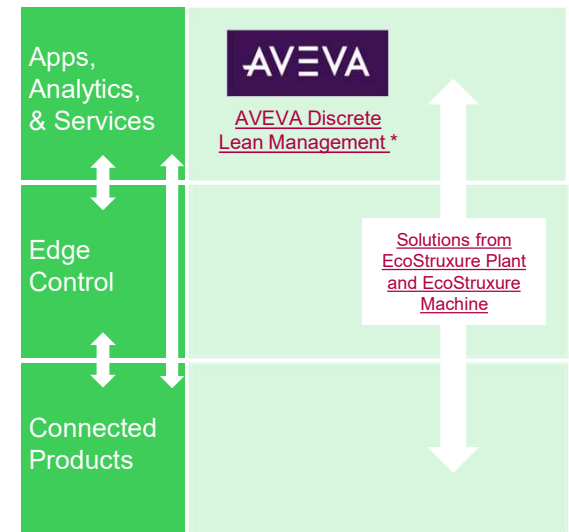 Apps,
Analytics,
& Services
AVEVA
AVEVA Discrete
Lean Management *
Edge
Control
Solutions from
EcoStruxure Plant
and EcoStruxure
Machine
Connected
Products